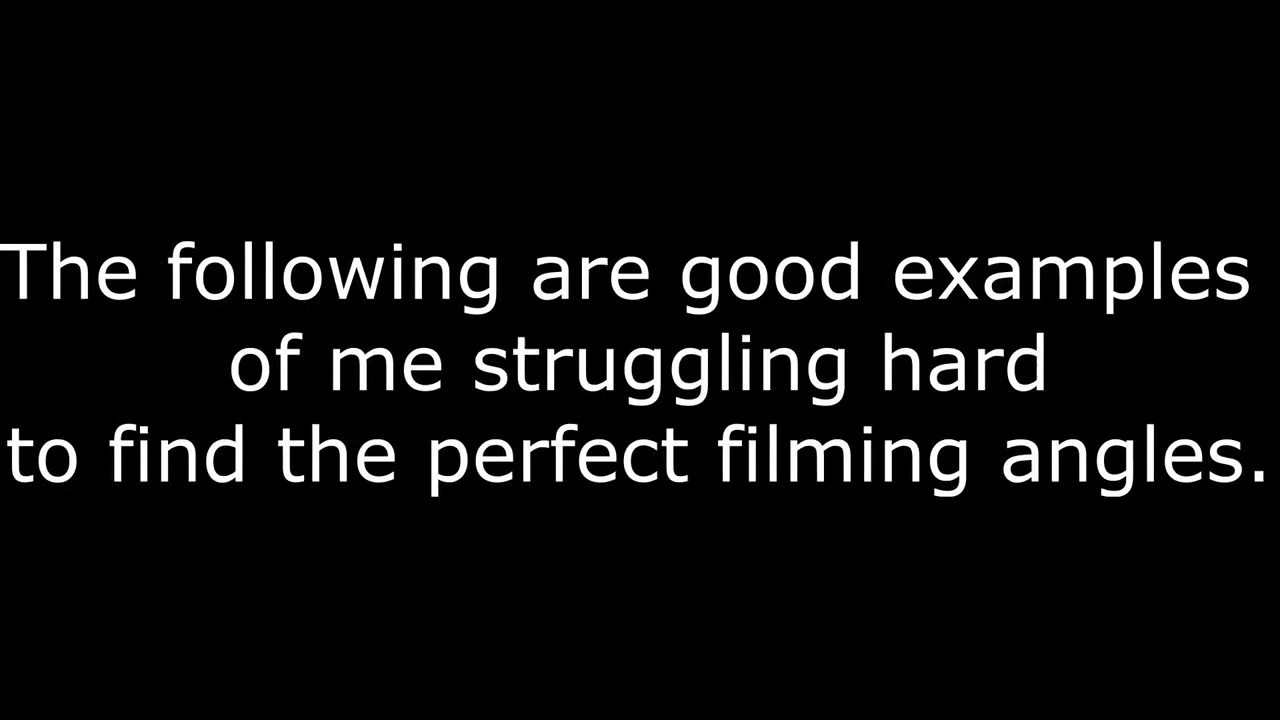 The following are good examples
of me struggling hard
to find the perfect filming angles.